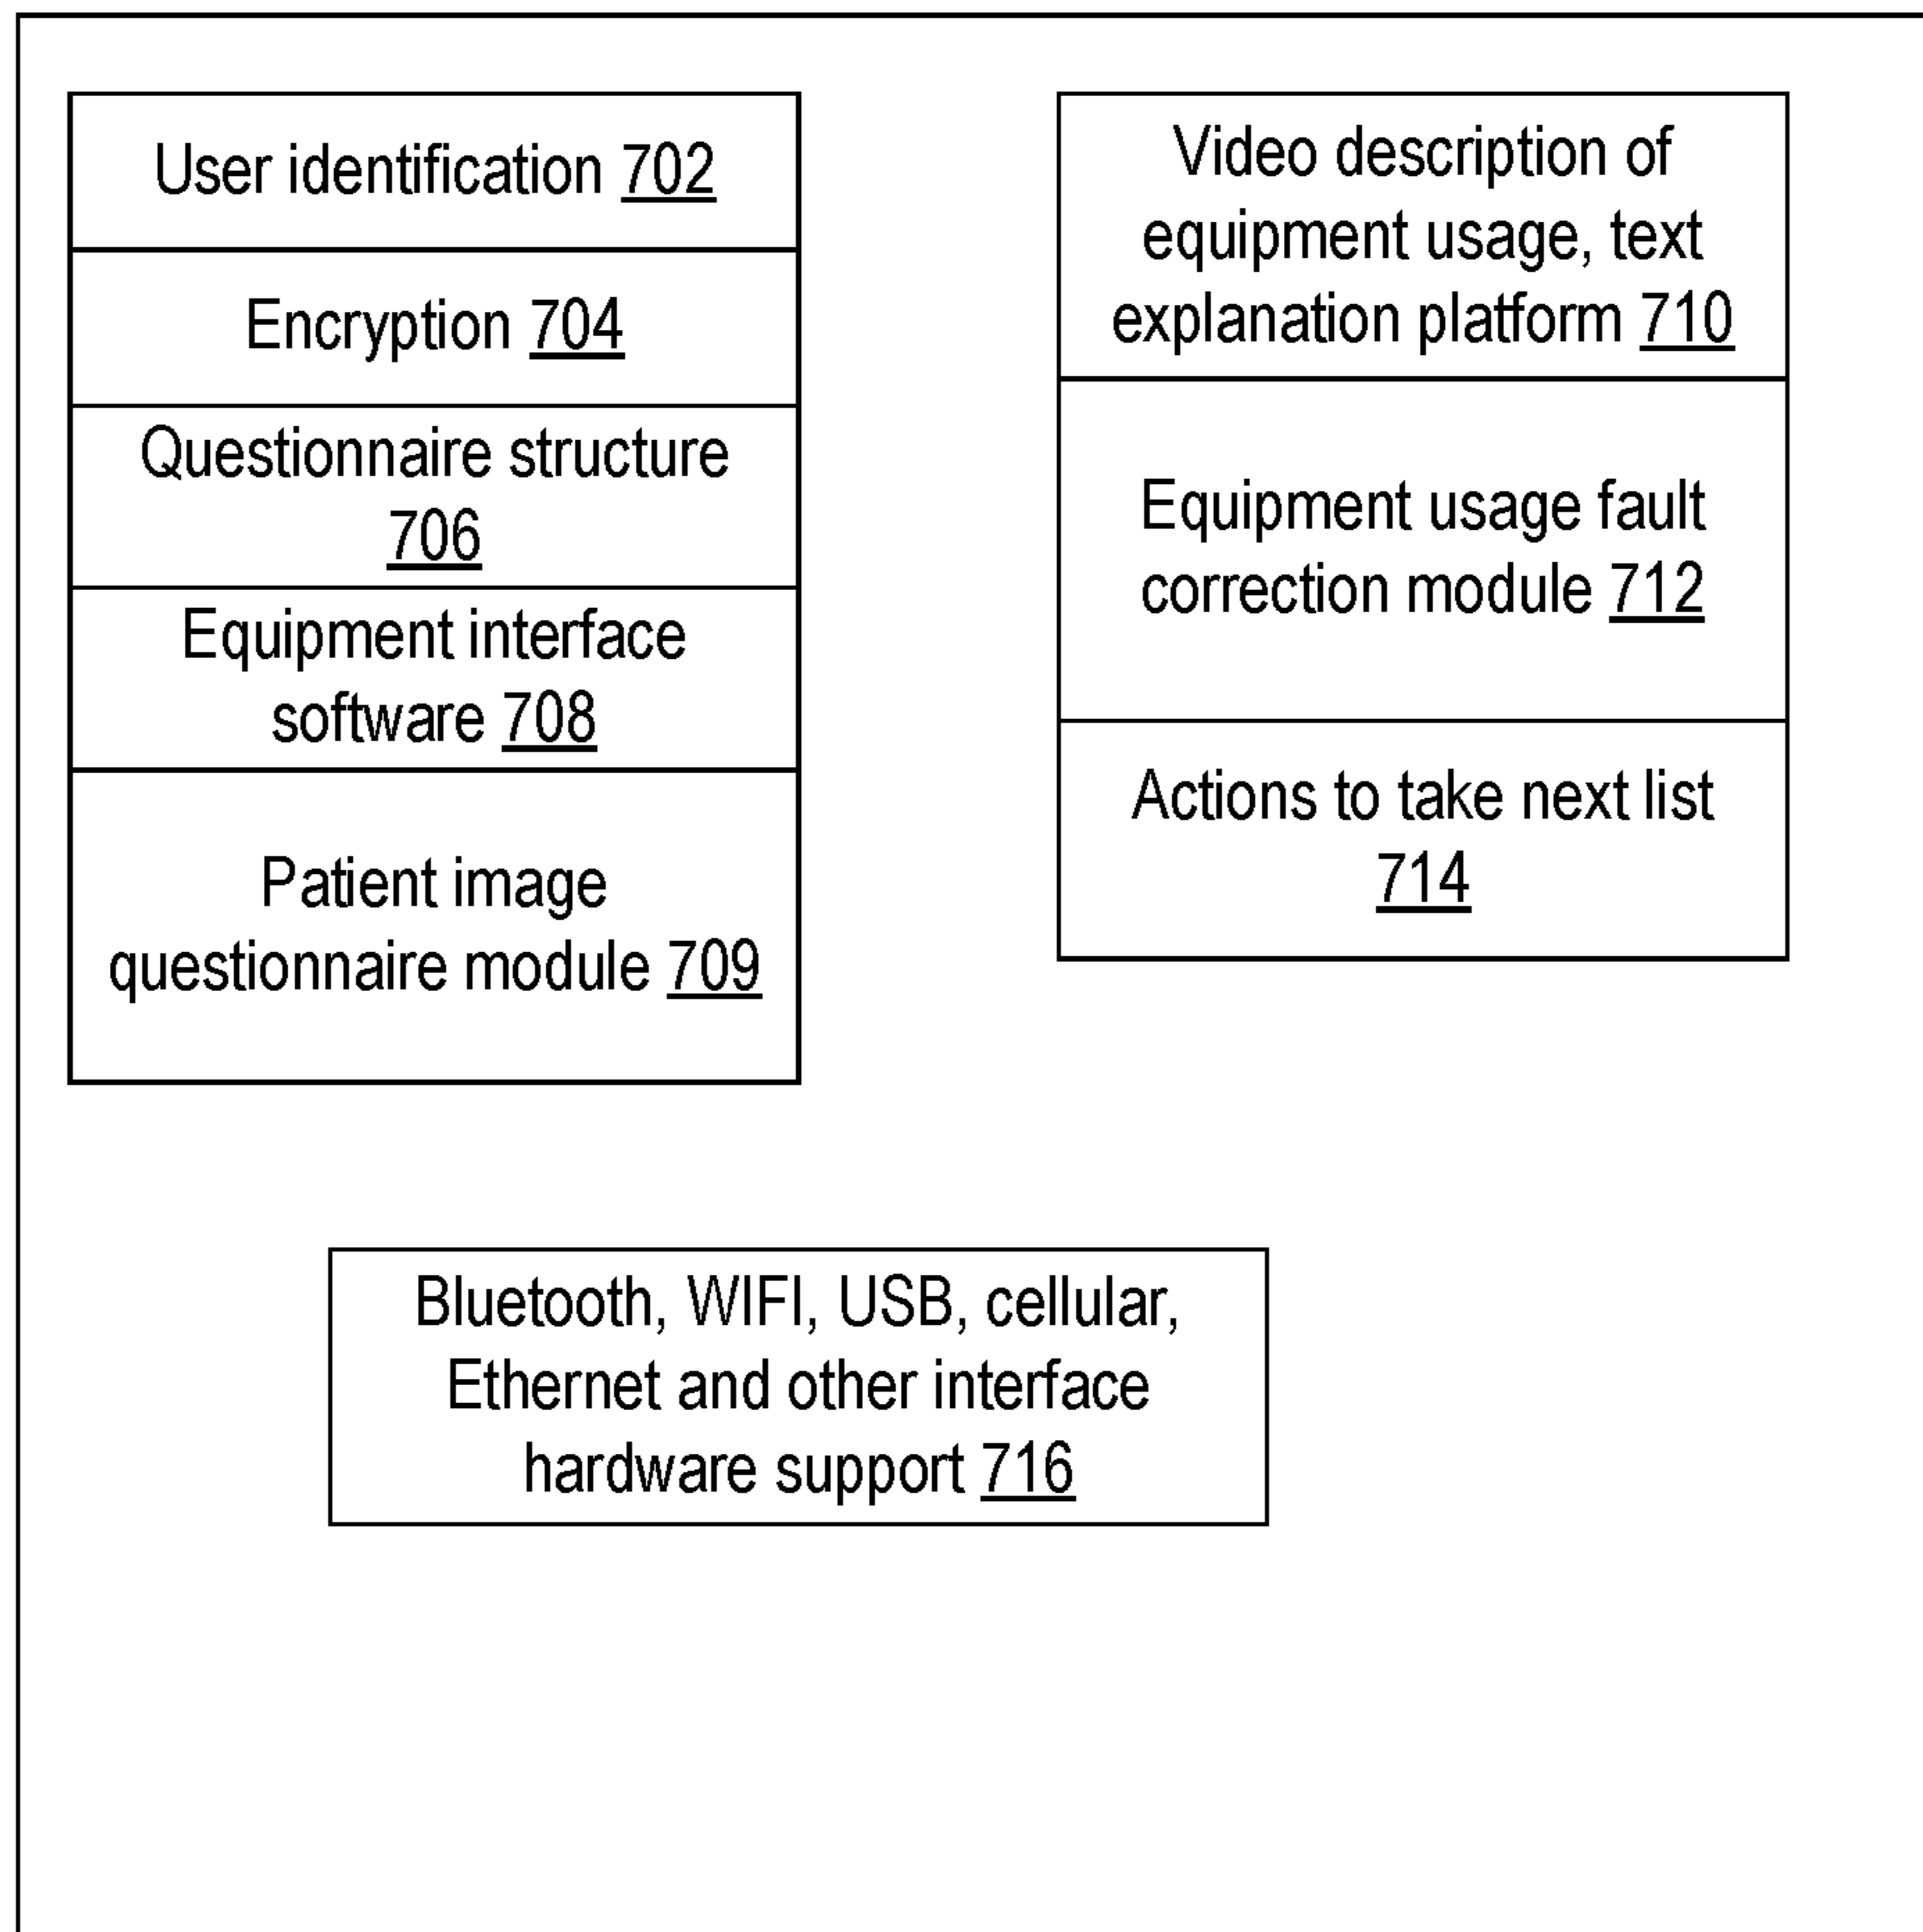 User identification 702
Encryption 704
Questionnaire structure
706
Equipment interface
software 708
Patient image
questionnaire module 709
Video description of
equipment usage, text
explanation platform 710
Equipment usage fault
correction module 712
Actions to take next list
714
Bluetooth, WIFI, USB, cellular,
Ethernet and other interface
hardware support 716